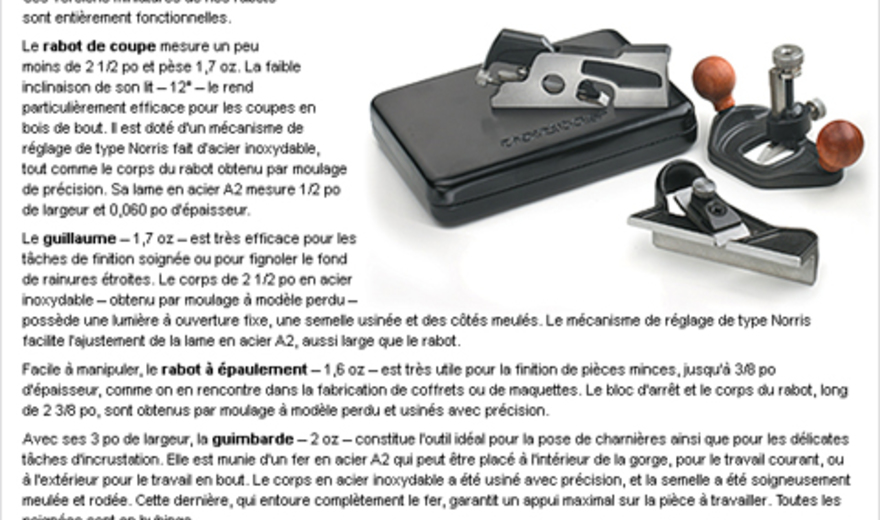 Ces versions miniatures de nos rabots
sont entièrement fonctionnelles.
Le rabot de coupe mesure un peu
moins de 2 1/2 po et pèse 1,7 oz. La faible
inclinaison de son lit – 12° – le rend
particulièrement efficace pour les coupes en
bois de bout. Il est doté d'un mécanisme de
réglage de type Norris fait d'acier inoxydable,
tout comme le corps du rabot obtenu par moulage
de précision. Sa lame en acier A2 mesure 1/2 po
de largeur et 0,060 po d'épaisseur.
Le guillaume – 1,7 oz – est très efficace pour les
tâches de finition soignée ou pour fignoler le fond
de rainures étroites. Le corps de 2 1/2 po en acier
inoxydable – obtenu par moulage à modèle perdu –
possède une lumière à ouverture fixe, une semelle usinée et des côtés meulés. Le mécanisme de réglage de type Norris
facilite l'ajustement de la lame en acier A2, aussi large que le rabot.
Facile à manipuler, le rabot à épaulement – 1,6 oz – est très utile pour la finition de pièces minces, jusqu'à 3/8 po
d'épaisseur, comme on en rencontre dans la fabrication de coffrets ou de maquettes. Le bloc d'arrêt et le corps du rabot, long
de 2 3/8 po, sont obtenus par moulage à modèle perdu et usinés avec précision.
Avec ses 3 po de largeur, la guimbarde – 2 oz – constitue l'outil idéal pour la pose de charnières ainsi que pour les délicates
tâches d'incrustation. Elle est munie d'un fer en acier A2 qui peut être placé à l'intérieur de la gorge, pour le travail courant, ou
à l'extérieur pour le travail en bout. Le corps en acier inoxydable a été usiné avec précision, et la semelle a été soigneusement
meulée et rodée. Cette dernière, qui entoure complètement le fer, garantit un appui maximal sur la pièce à travailler. Toutes les
poignées sont en bubinga.